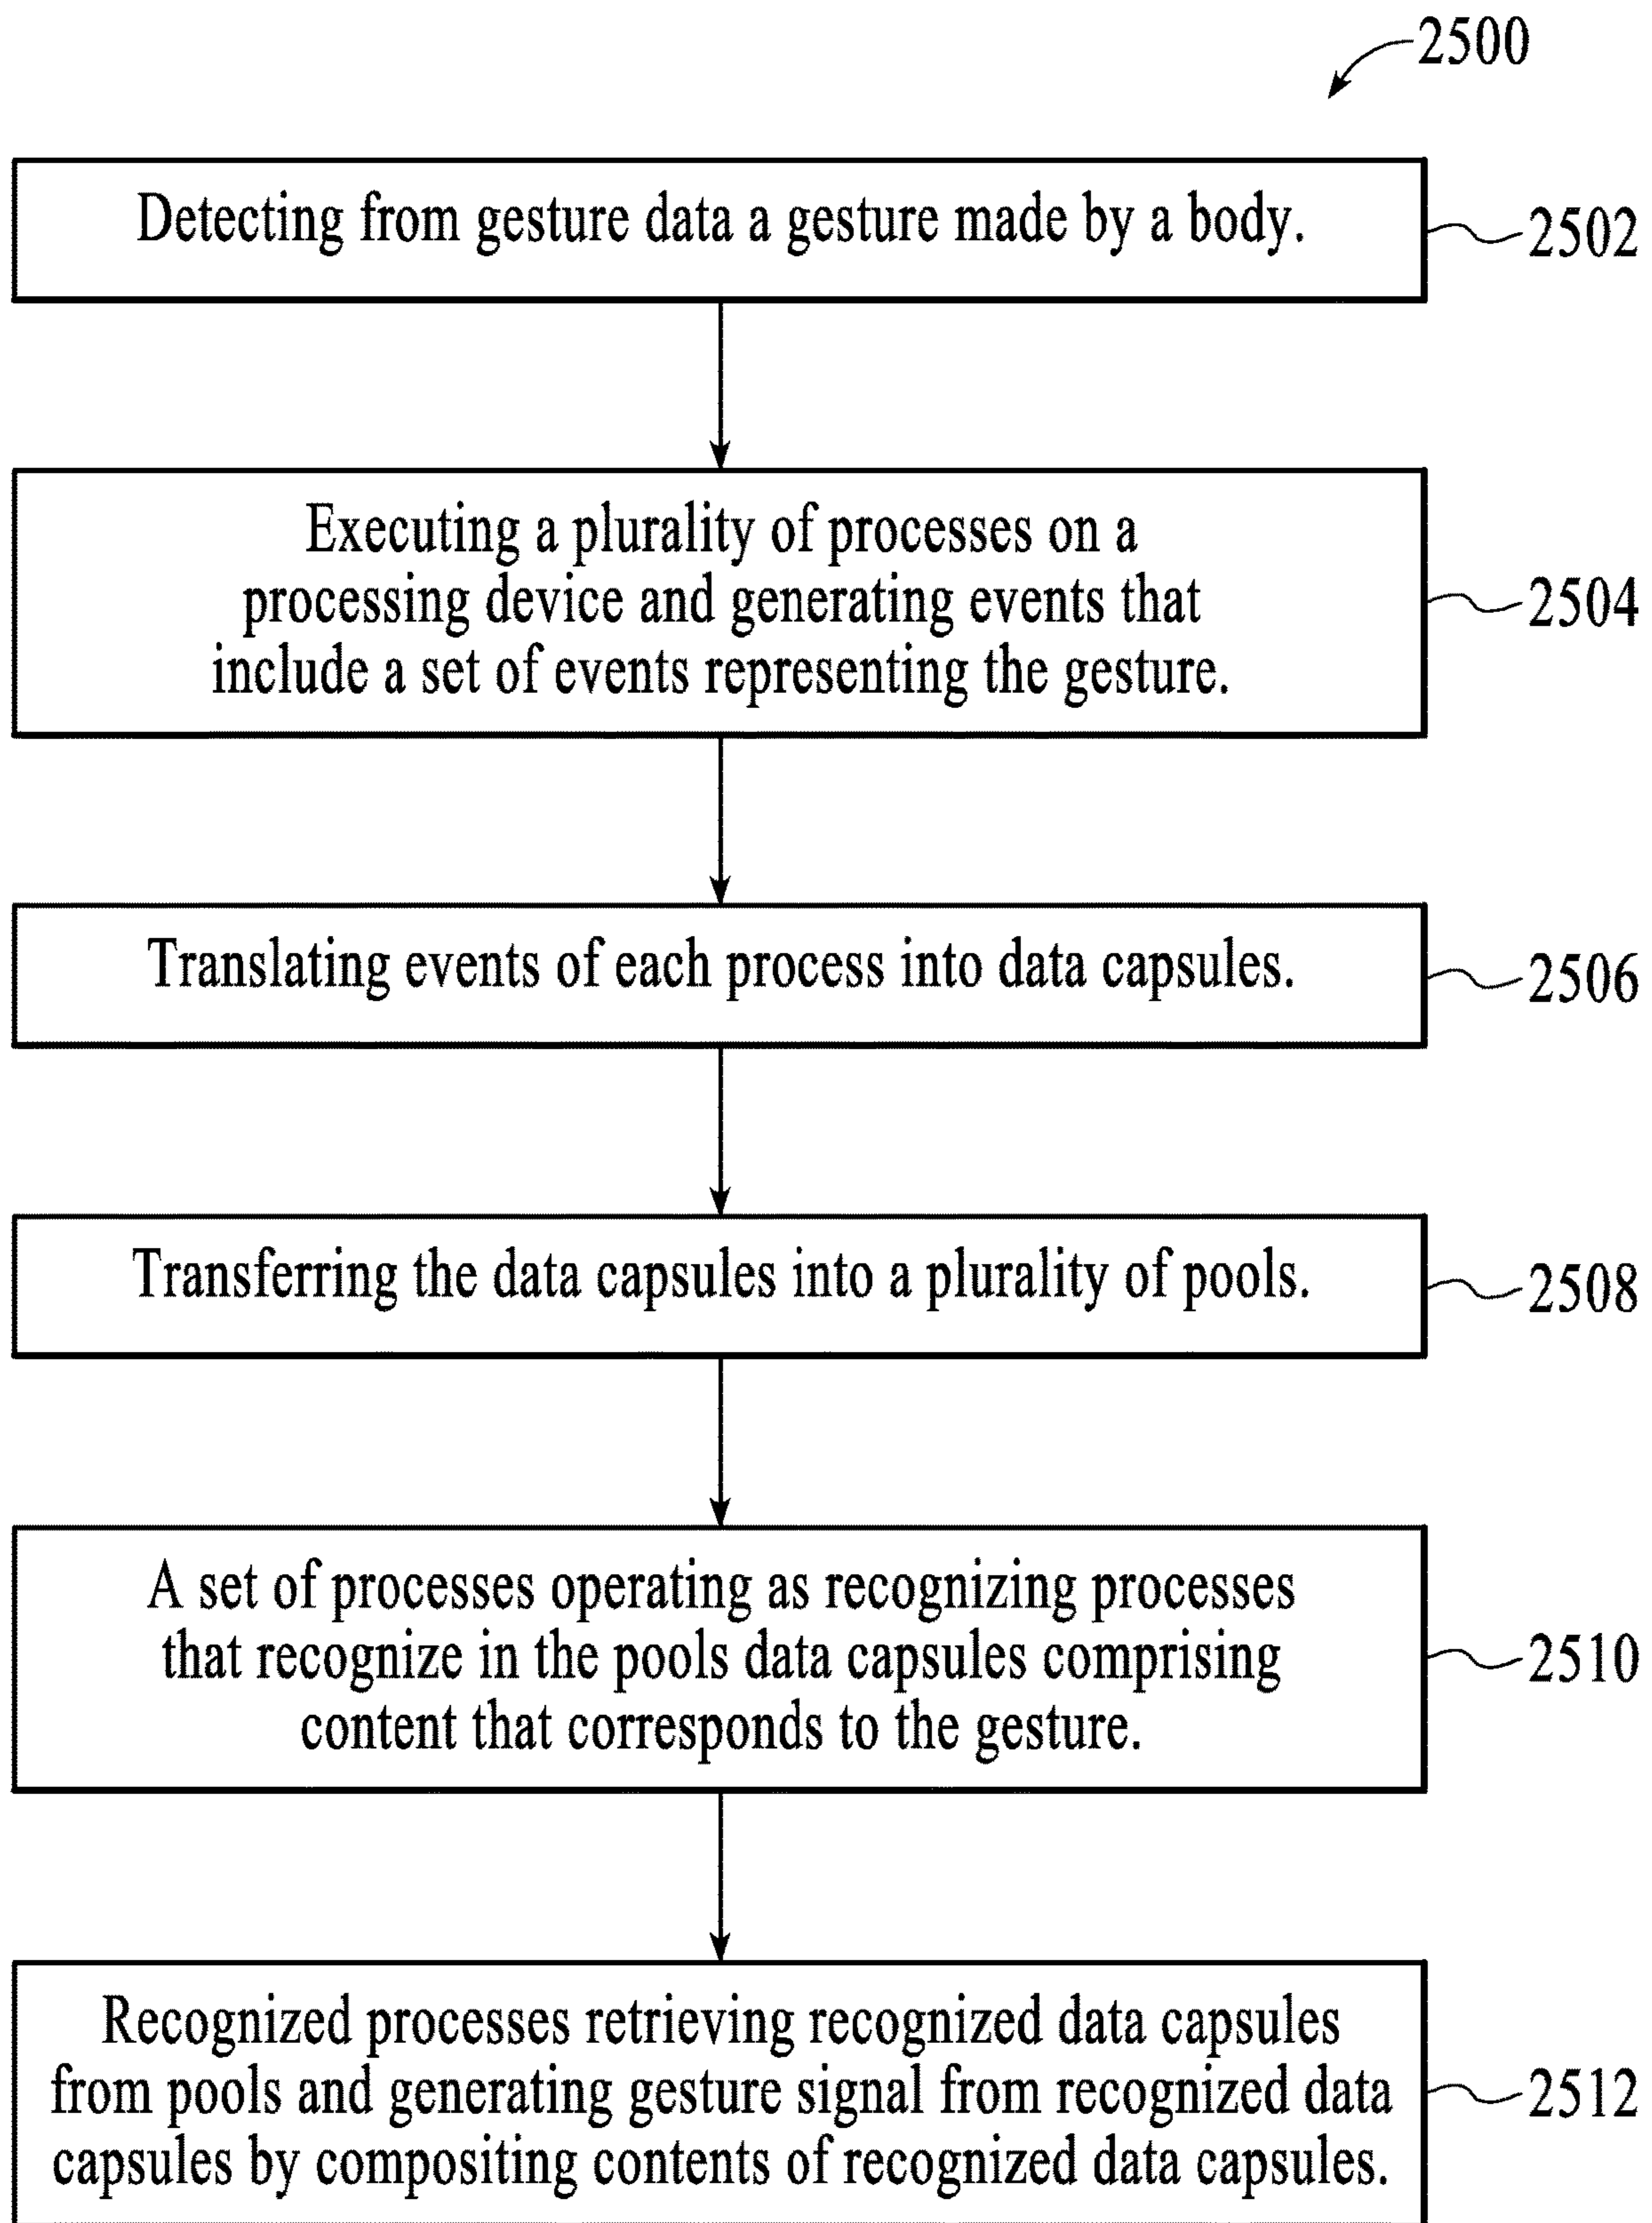 2500
Detecting from gesture data a gesture made by a body.
2502
Executing a plurality of processes on a
processing device and generating events that
include a set of events representing the gesture.
2504
Translating events of each process into data capsules.
2506
Transferring the data capsules into a plurality of pools.
2508
A set of processes operating as recognizing processes
that recognize in the pools data capsules comprising
content that corresponds to the gesture.
2510
Recognized processes retrieving recognized data capsules
from pools and generating gesture signal from recognized data
capsules by compositing contents of recognized data capsules.
2512